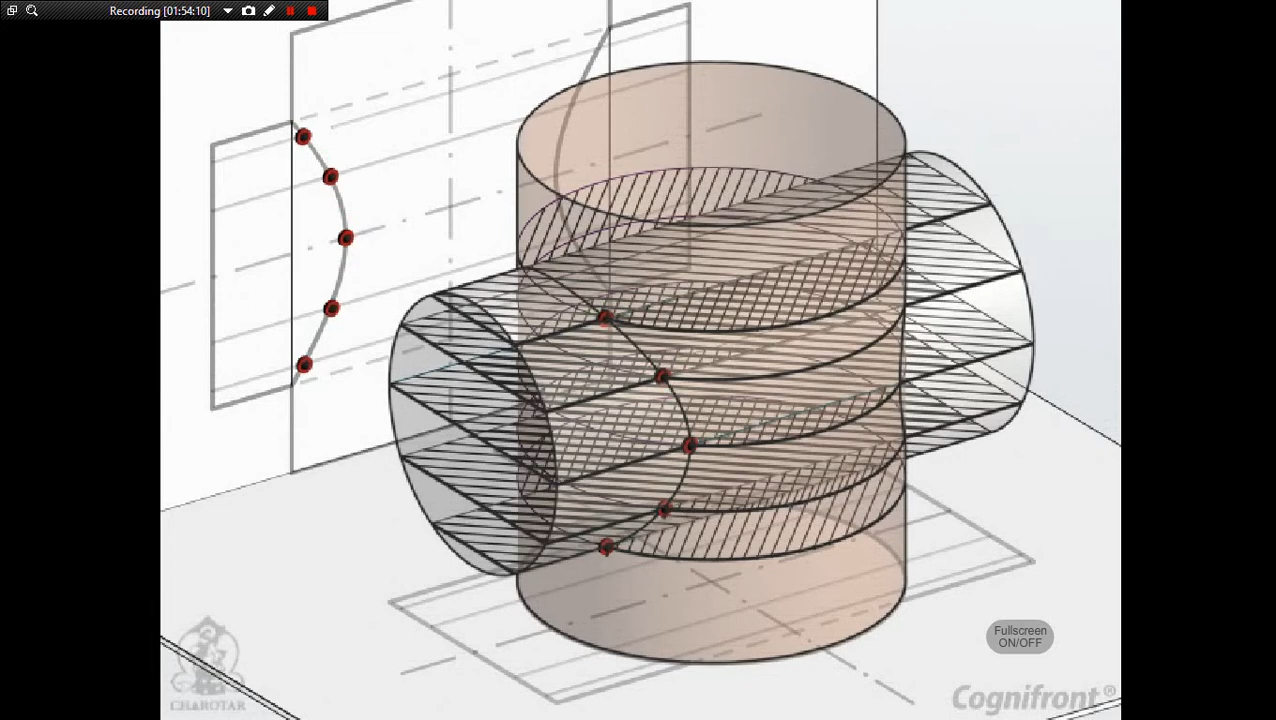 Recording [01:54:10]
Fullscreen
ON/OFF
CHAROTAR
Cognifront®